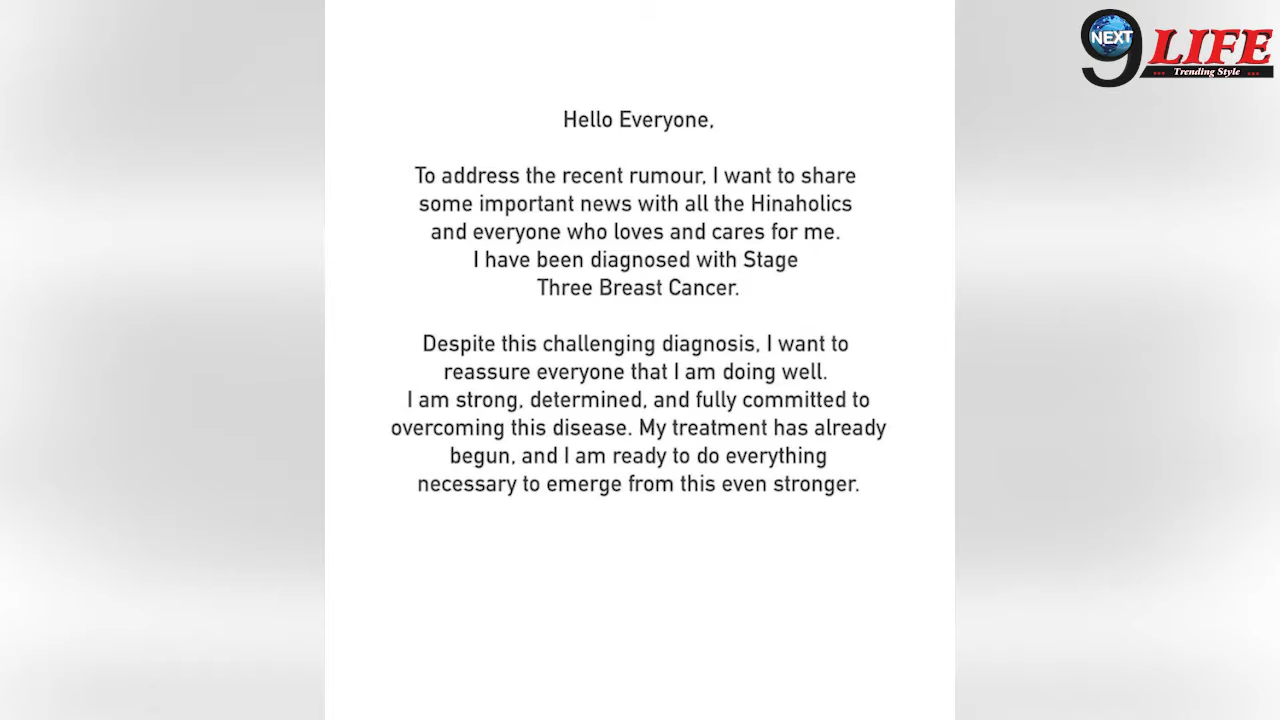 NEXT
9 LIFE
Trending Style
Hello Everyone,
To address the recent rumour, I want to share
some important news with all the Hinaholics
and everyone who loves and cares for me.
I have been diagnosed with Stage
Three Breast Cancer.
Despite this challenging diagnosis, I want to
reassure everyone that I am doing well.
I am strong, determined, and fully committed to
overcoming this disease. My treatment has already
begun, and I am ready to do everything
necessary to emerge from this even stronger.